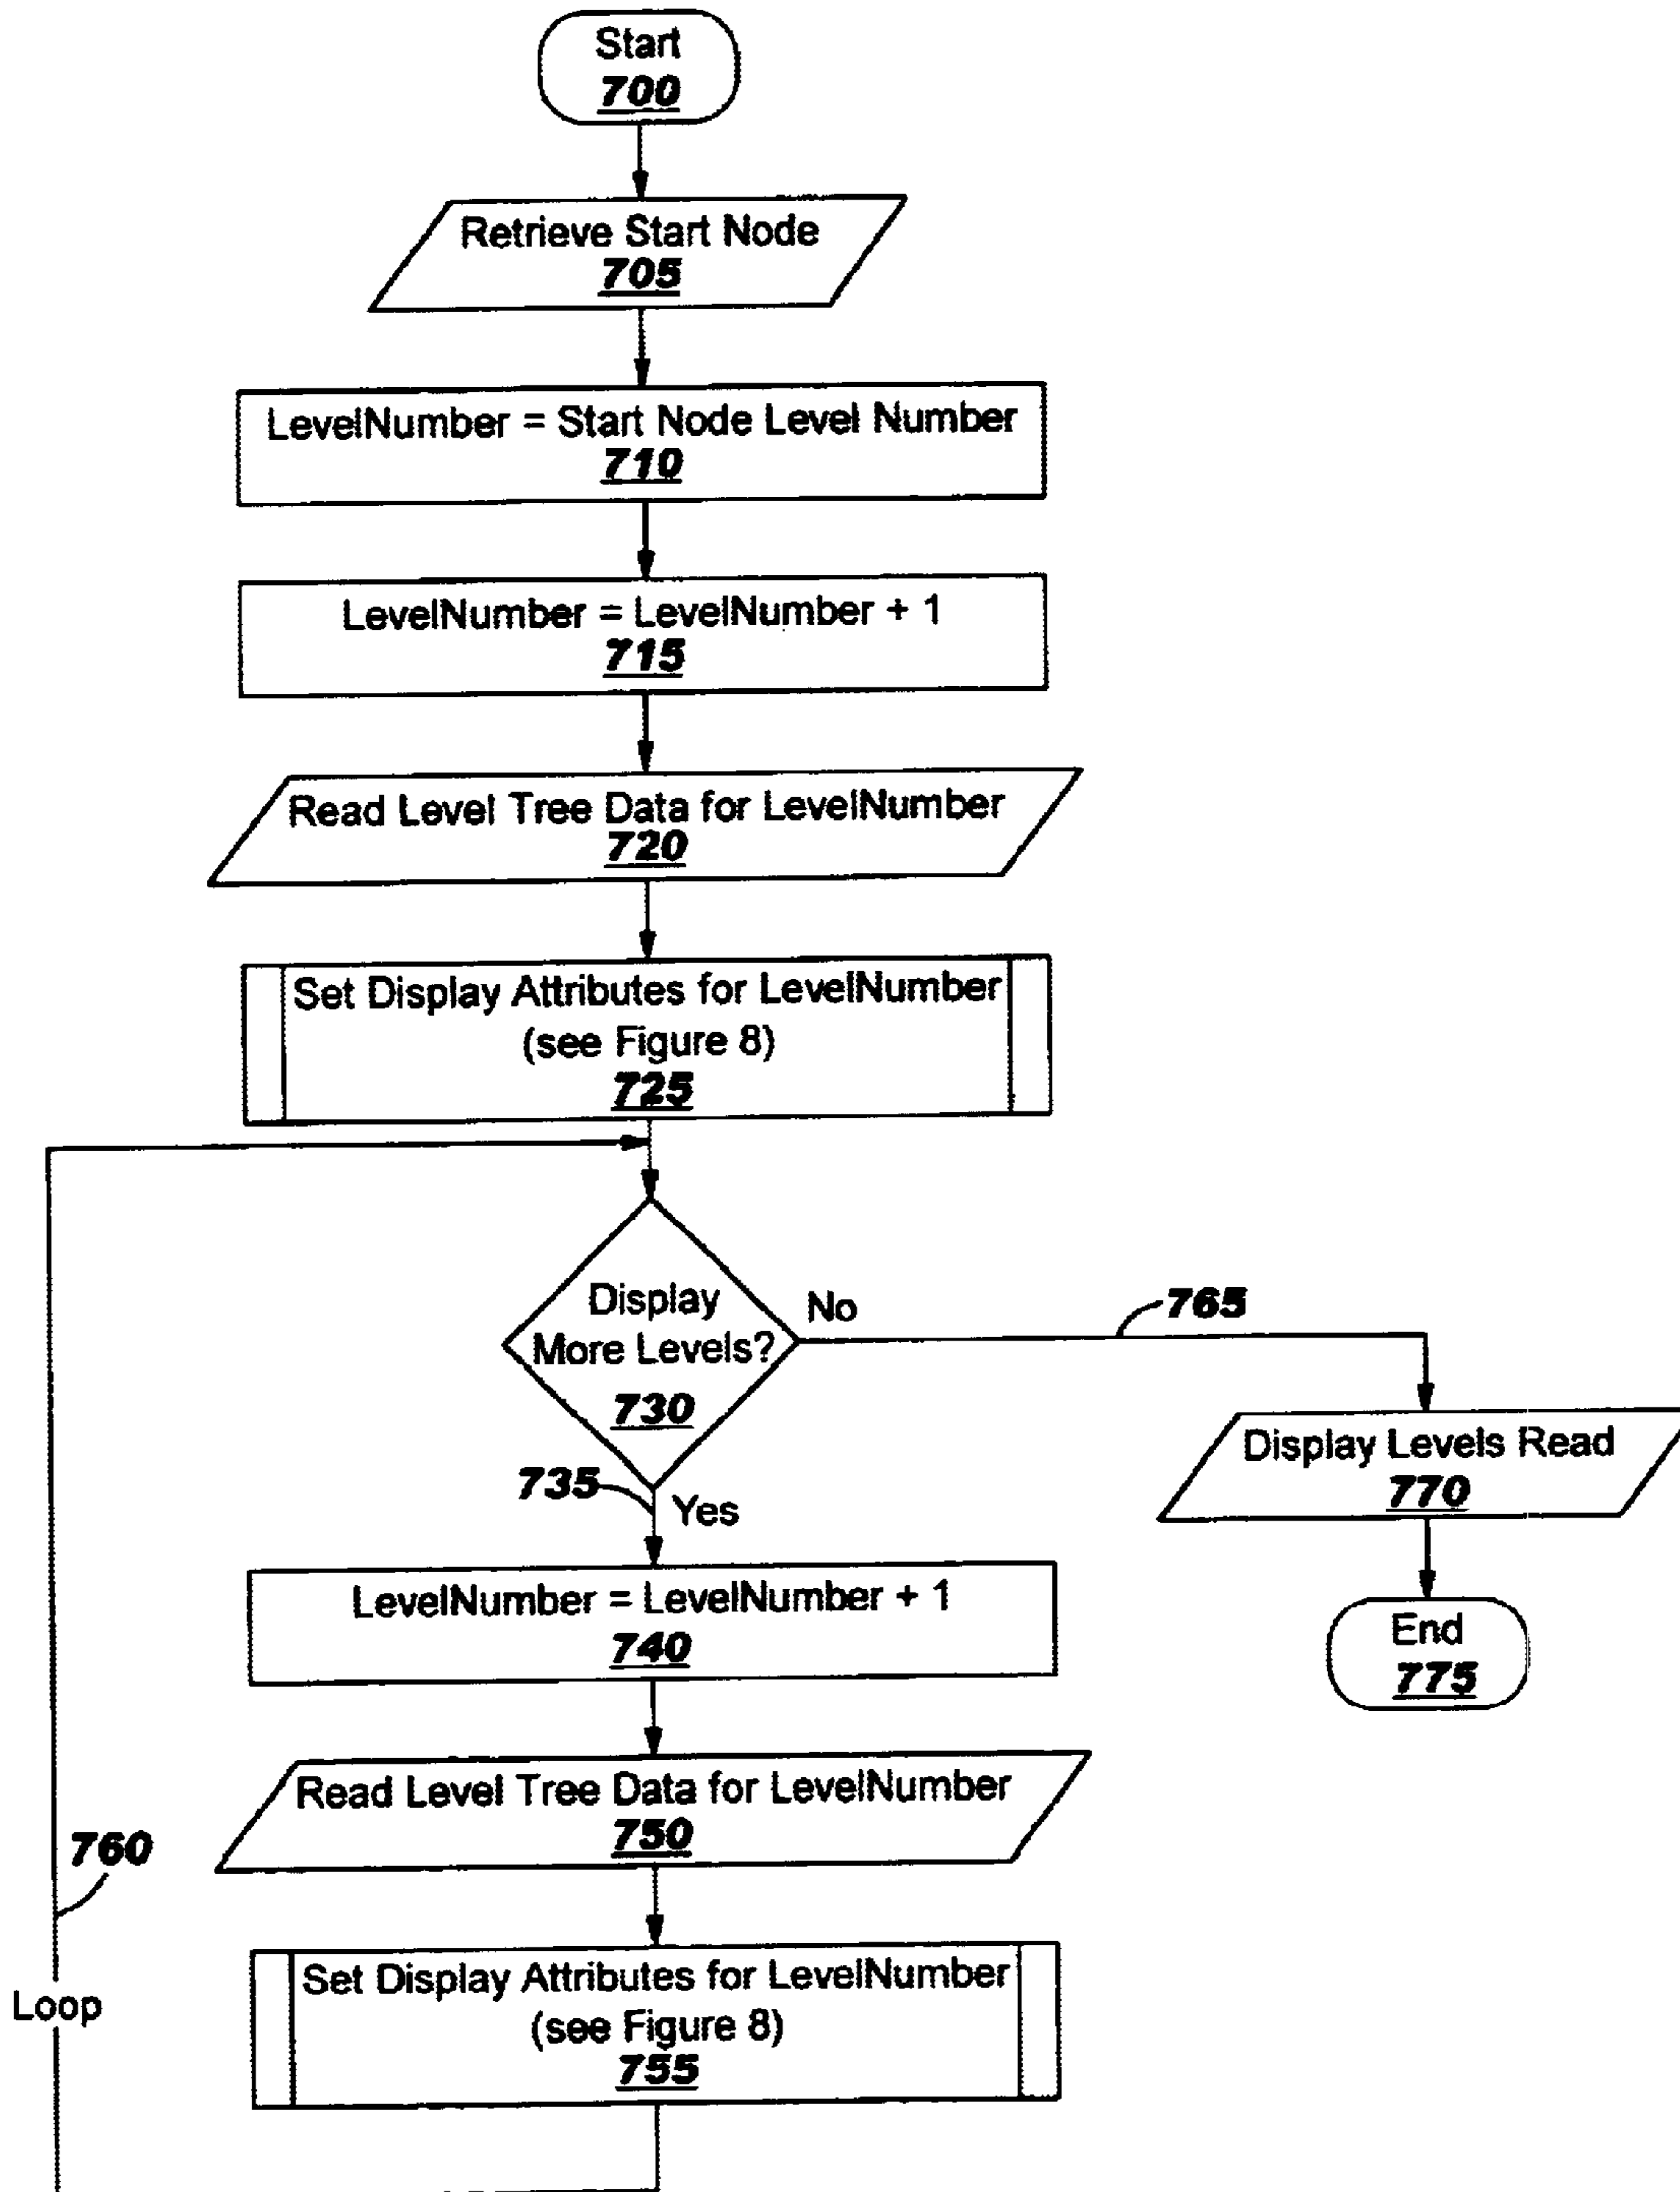 Start
700
Retrieve Start Node
705
LevelNumber = Start Node Level Number
710
LevelNumber = LevelNumber + 1
715
Read Level Tree Data for LevelNumber
720
Set Display Attributes for LevelNumber
(see Figure 8)
725
Display
More Levels?
730
No
765
Display Levels Read
770
End
775
735
Yes
LevelNumber = LevelNumber + 1
740
Read Level Tree Data for LevelNumber
750
760
Set Display Attributes for LevelNumber
(see Figure 8)
755
Loop